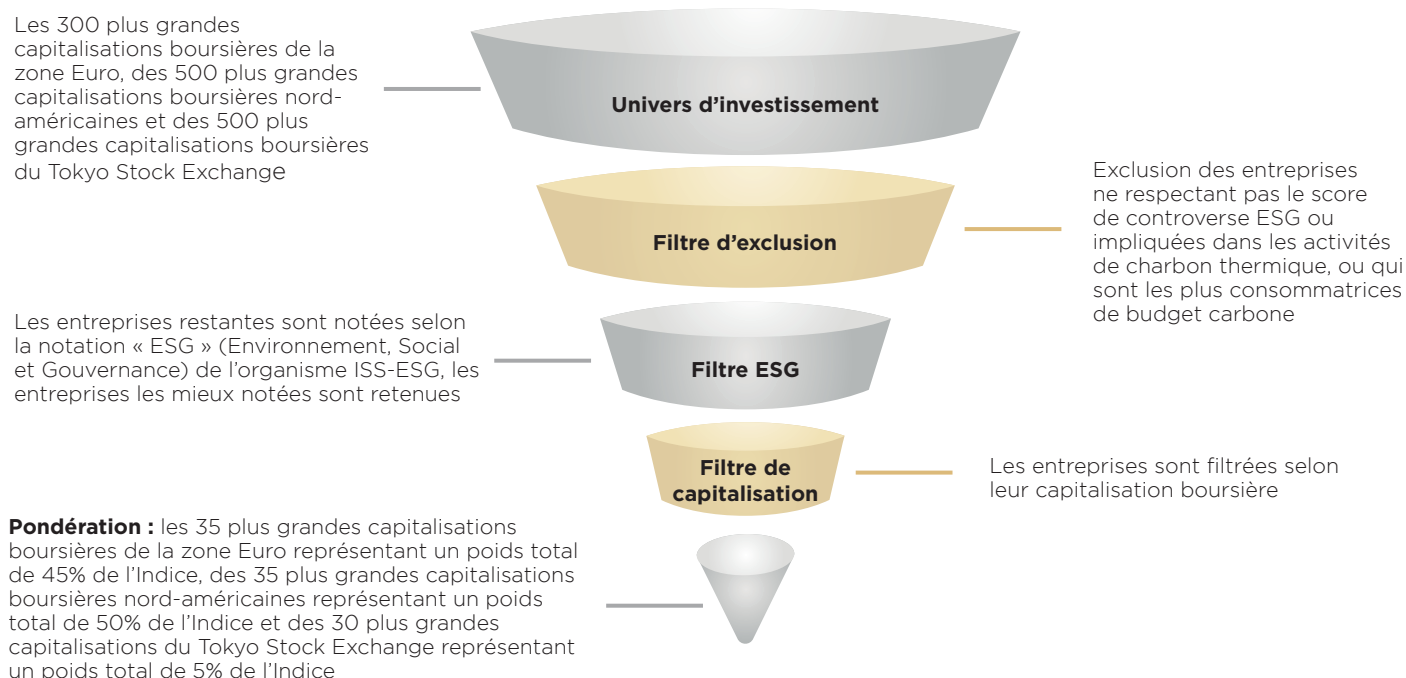 Les 300 plus grandes
capitalisations boursières de la
zone Euro, des 500 plus grandes
capitalisations boursières nord-
américaines et des 500 plus
grandes capitalisations boursières
du Tokyo Stock Exchange
Univers d’investissement
Filtre d’exclusion
Exclusion des entreprises
ne respectant pas le score
de controverse ESG ou
impliquées dans les activités
de charbon thermique, ou qui
sont les plus consommatrices
de budget carbone
Les entreprises restantes sont notées selon
la notation « ESG » (Environnement, Social
et Gouvernance) de l’organisme ISS-ESG, les
entreprises les mieux notées sont retenues
Filtre ESG
Filtre de
capitalisation
Les entreprises sont filtrées selon
leur capitalisation boursière
Pondération : les 35 plus grandes capitalisations
boursières de la zone Euro représentant un poids total
de 45% de l’Indice, des 35 plus grandes capitalisations
boursières nord-américaines représentant un poids
total de 50% de l’Indice et des 30 plus grandes
capitalisations du Tokyo Stock Exchange représentant
un poids total de 5% de l’Indice